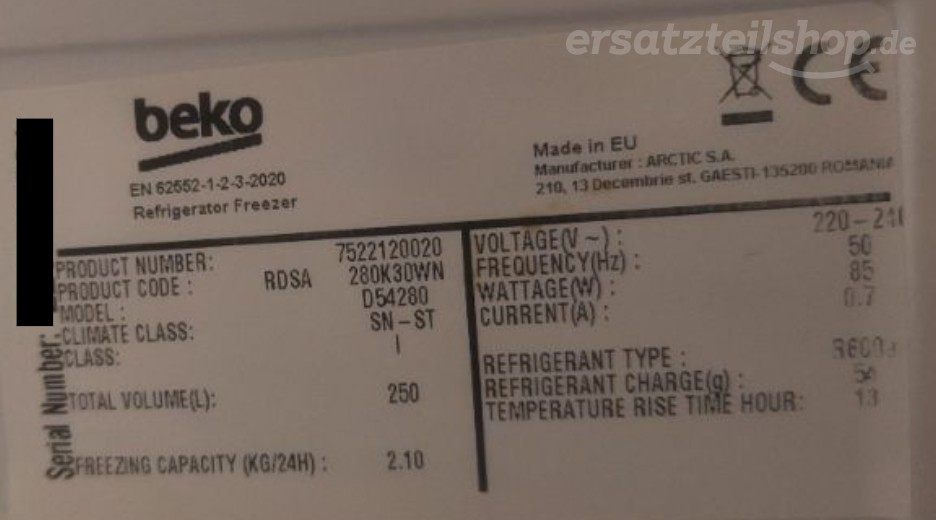 ersatzteilshop.de
beko
EN 62552-1-2-3-2020
Refrigerator Freezer
CE
Made in EU
Manufacturer : ARCTIC S.A.
210, 13 Decembrie st. GAESTI-135200 ROMANIA
PRODUCT NUMBER: 7522120020
PRODUCT CODE : RDSA 280K30WN
MODEL : D54280
CLIMATE CLASS: SN-ST
CLASS: I
TOTAL VOLUME(L): 250
FREEZING CAPACITY (KG/24H) : 2.10
Serial Number:
VOLTAGE(V ~) : 220-240
FREQUENCY(Hz) : 50
WATTAGE(W) : 85
CURRENT(A) : 0.7
REFRIGERANT TYPE : R600a
REFRIGERANT CHARGE(g) : 54
TEMPERATURE RISE TIME HOUR: 13